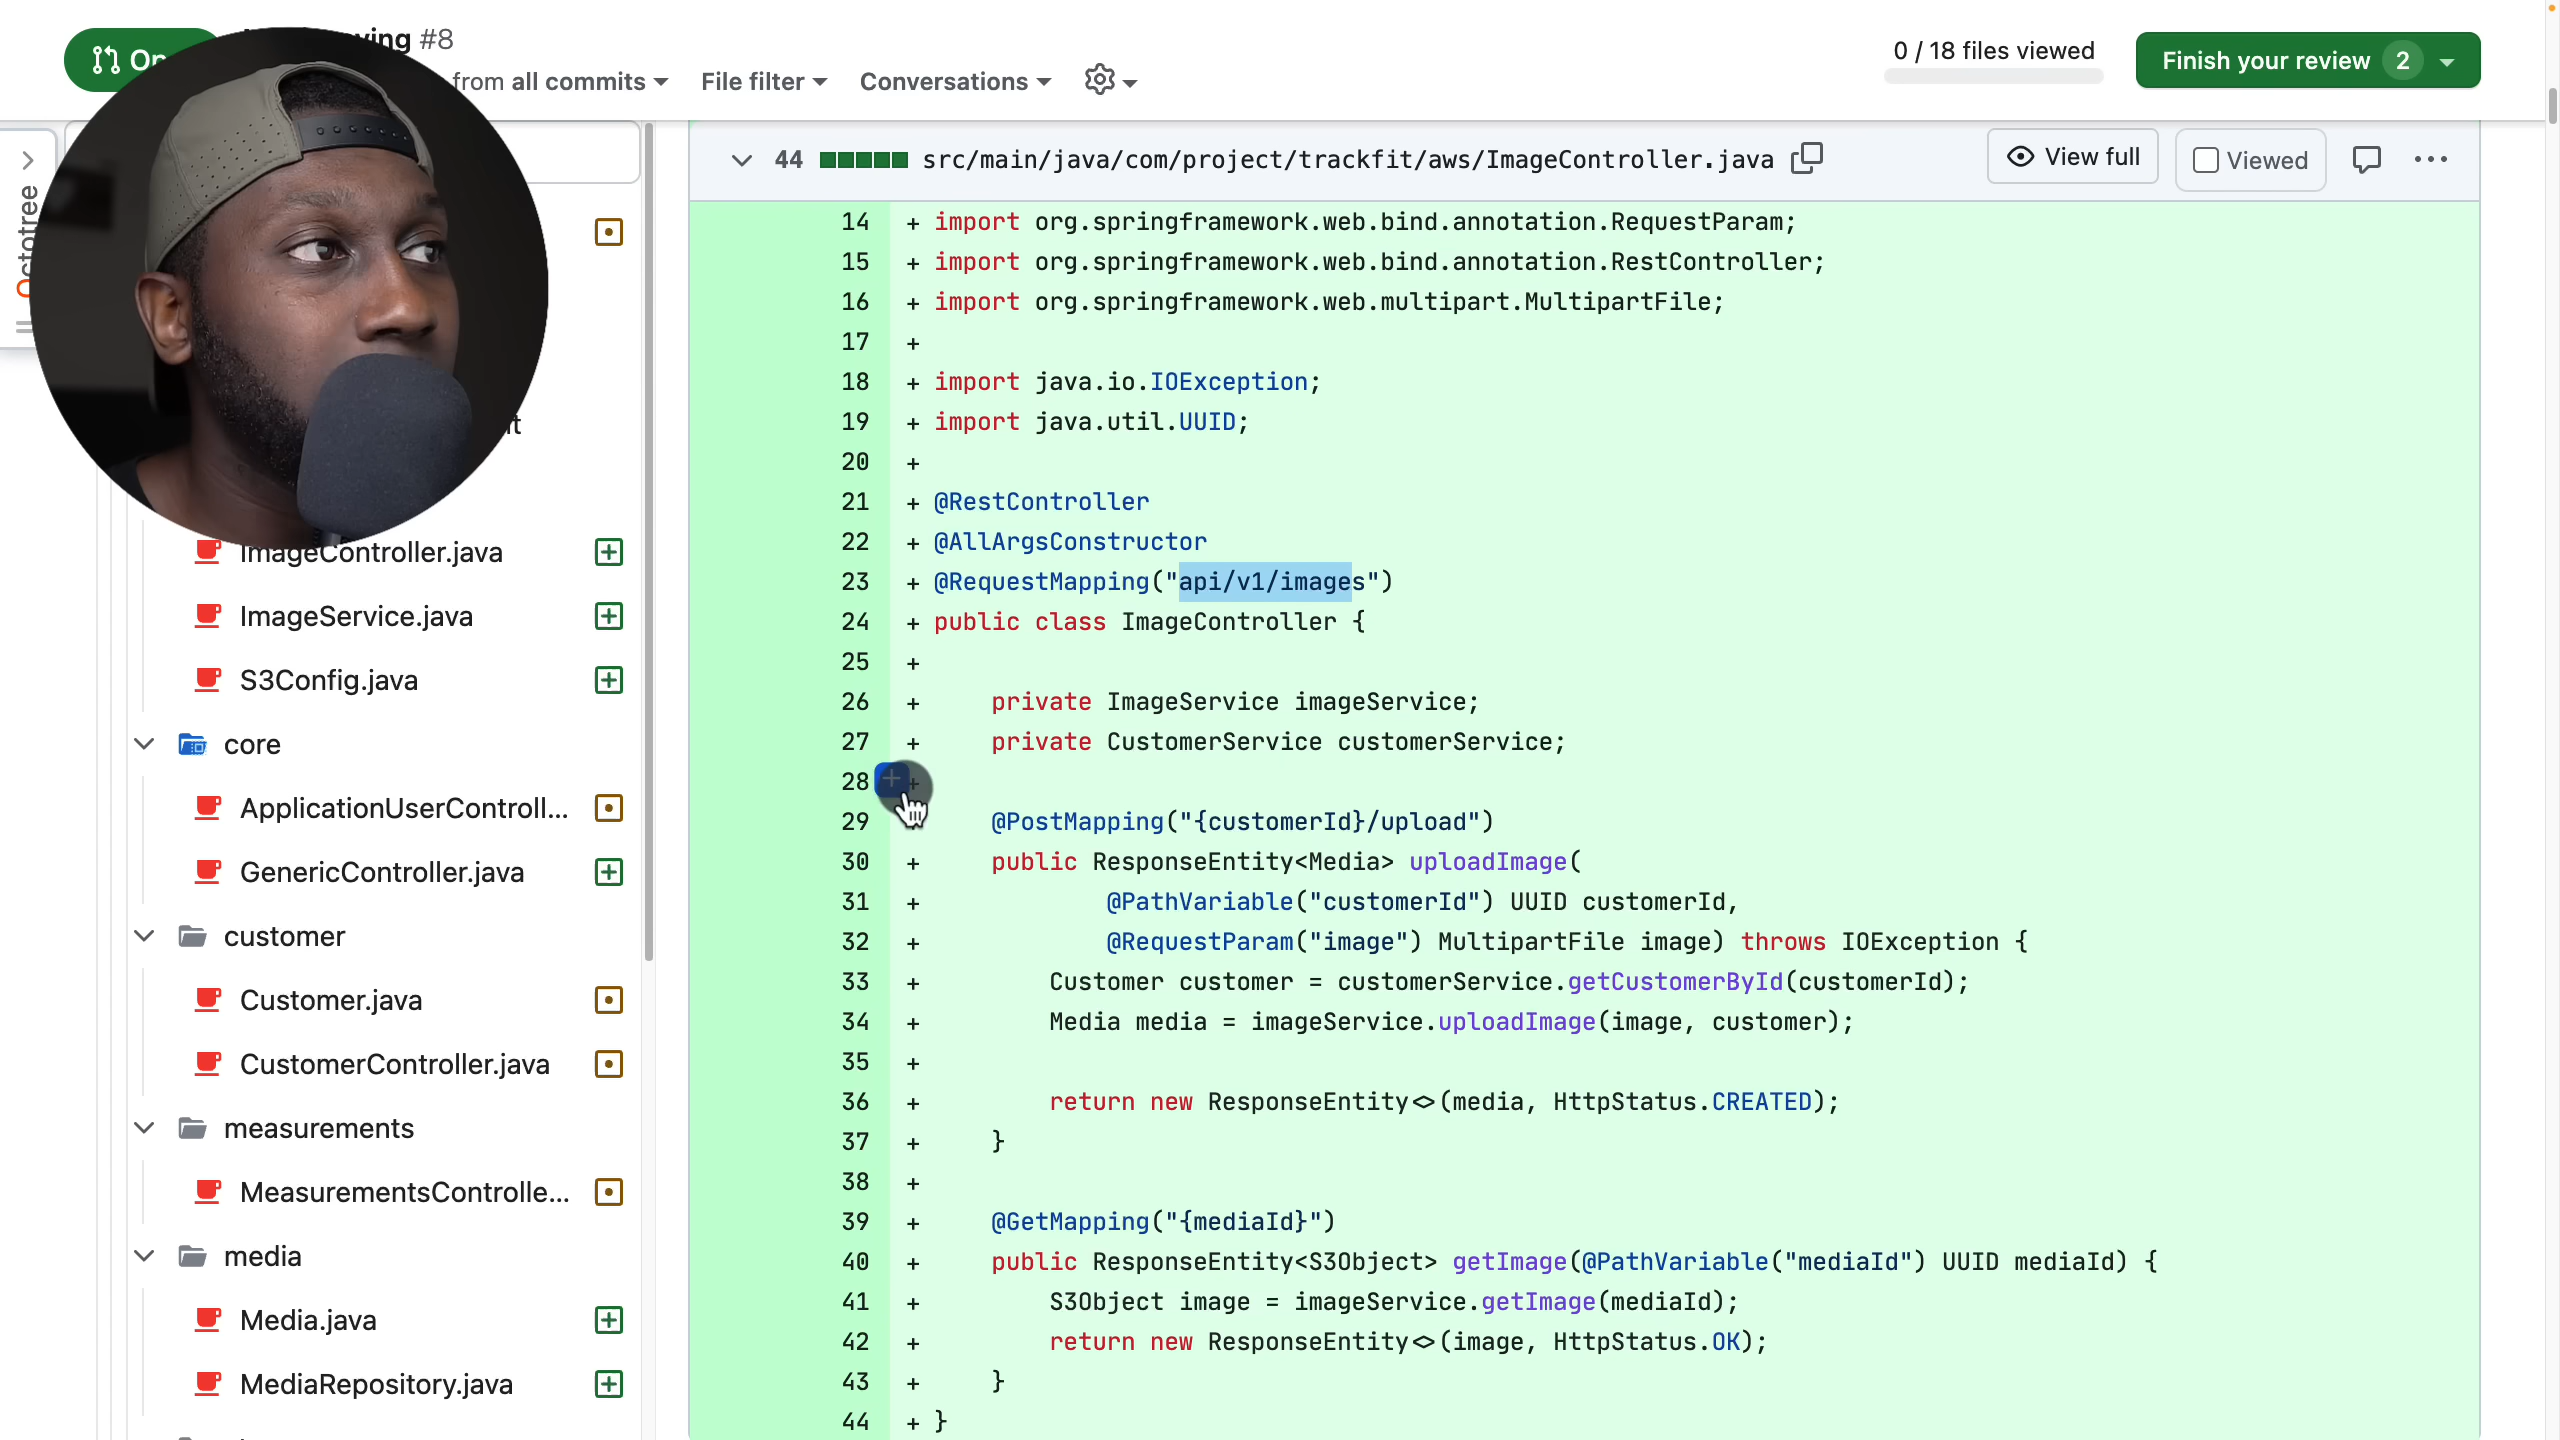 ving #8
from all commits
File filter
Conversations
0 / 18 files viewed
Finish your review 2
Octotree
44 src/main/java/com/project/trackfit/aws/ImageController.java
View full
Viewed
ImageController.java
ImageService.java
S3Config.java
core
ApplicationUserControll...
GenericController.java
customer
Customer.java
CustomerController.java
measurements
MeasurementsControlle...
media
Media.java
MediaRepository.java
14 + import org.springframework.web.bind.annotation.RequestParam;
15 + import org.springframework.web.bind.annotation.RestController;
16 + import org.springframework.web.multipart.MultipartFile;
17 +
18 + import java.io.IOException;
19 + import java.util.UUID;
20 +
21 + @RestController
22 + @AllArgsConstructor
23 + @RequestMapping("api/v1/images")
24 + public class ImageController {
25 +
26 + private ImageService imageService;
27 + private CustomerService customerService;
28 +
29 + @PostMapping("{customerId}/upload")
30 + public ResponseEntity<Media> uploadImage(
31 + @PathVariable("customerId") UUID customerId,
32 + @RequestParam("image") MultipartFile image) throws IOException {
33 + Customer customer = customerService.getCustomerById(customerId);
34 + Media media = imageService.uploadImage(image, customer);
35 +
36 + return new ResponseEntity<>(media, HttpStatus.CREATED);
37 + }
38 +
39 + @GetMapping("{mediaId}")
40 + public ResponseEntity<S3Object> getImage(@PathVariable("mediaId") UUID mediaId) {
41 + S3Object image = imageService.getImage(mediaId);
42 + return new ResponseEntity<>(image, HttpStatus.OK);
43 + }
44 + }